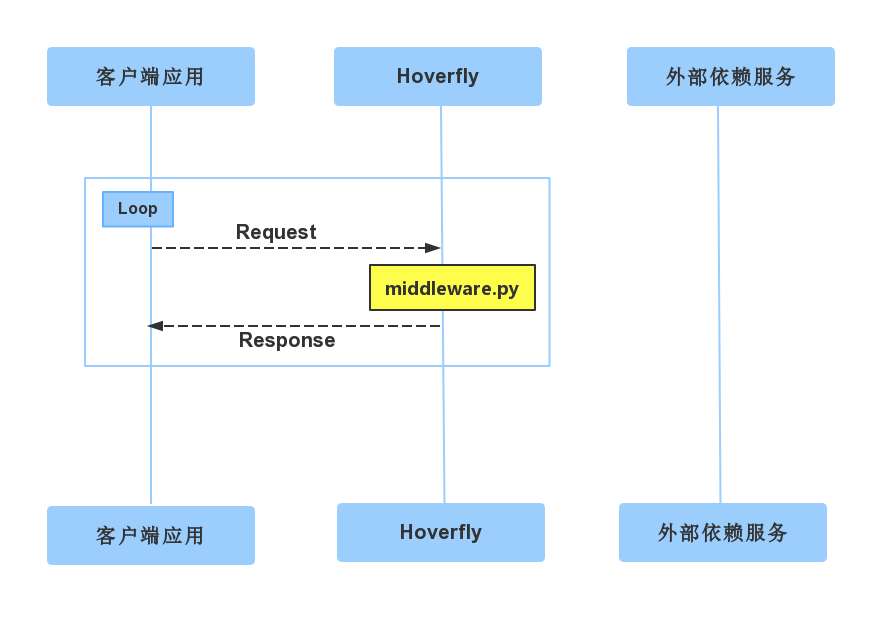 客户端应用
Hoverfly
外部依赖服务
Loop
Request
middleware.py
Response
客户端应用
Hoverfly
外部依赖服务